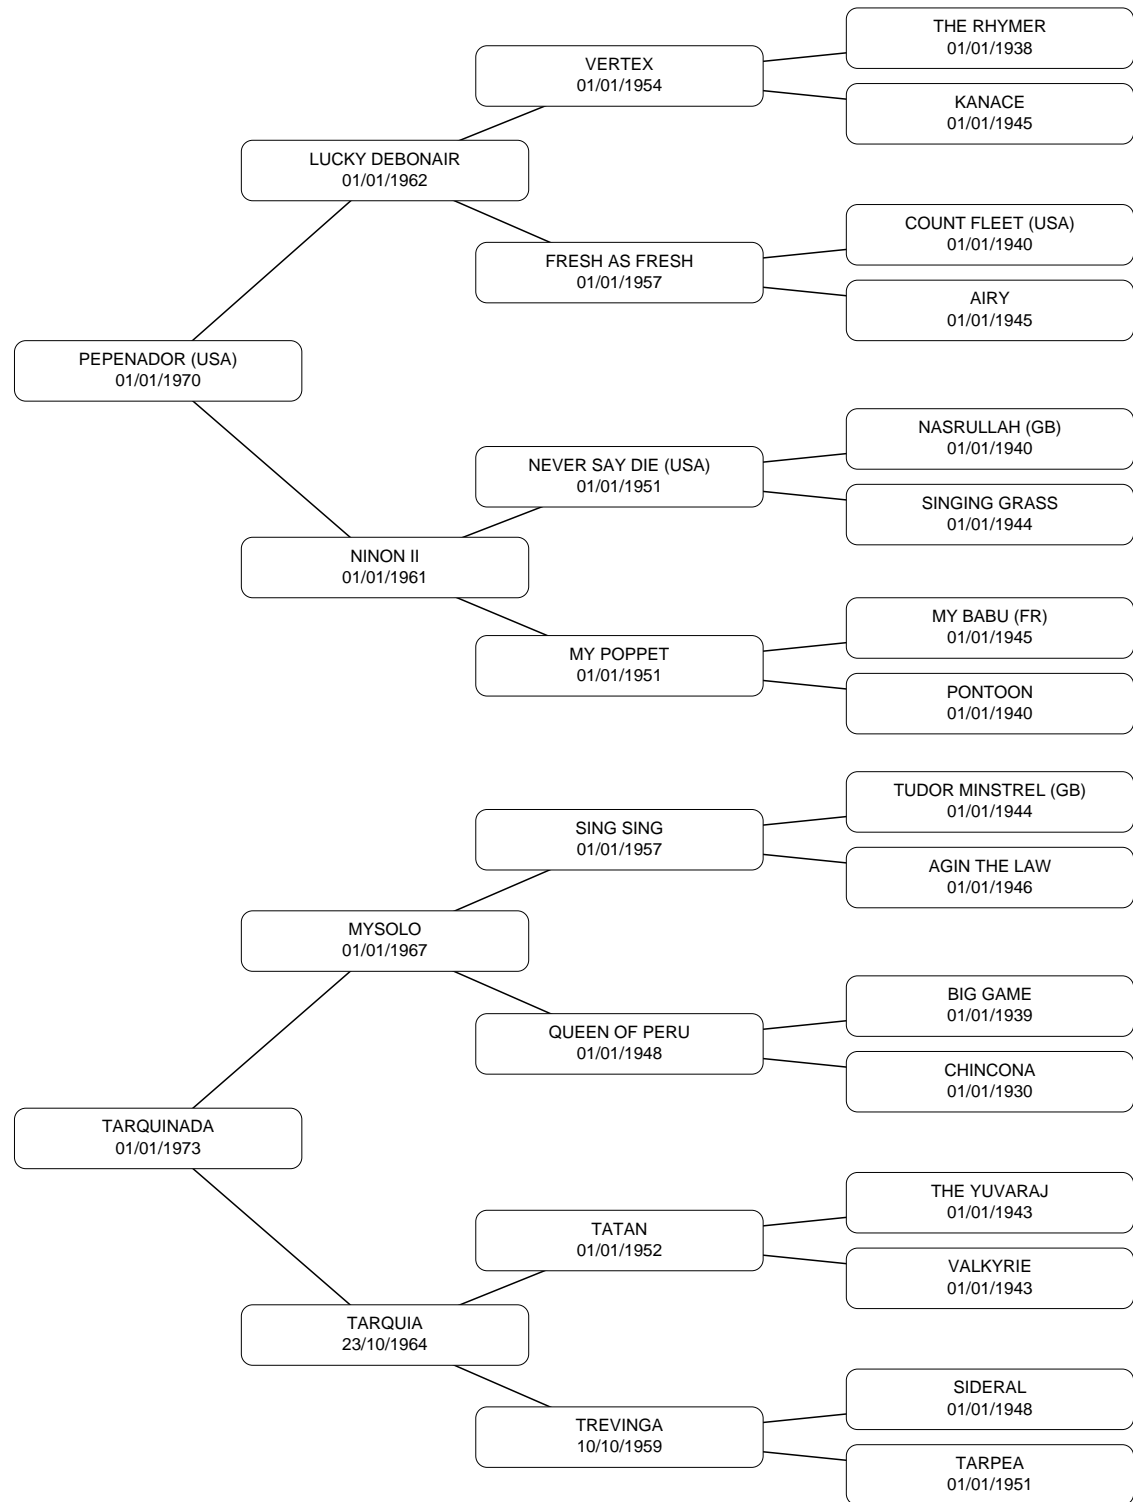 THE RHYMER
01/01/1938
VERTEX
01/01/1954
KANACE
01/01/1945
LUCKY DEBONAIR
01/01/1962
COUNT FLEET (USA)
01/01/1940
FRESH AS FRESH
01/01/1957
AIRY
01/01/1945
PEPENADOR (USA)
01/01/1970
NASRULLAH (GB)
01/01/1940
NEVER SAY DIE (USA)
01/01/1951
SINGING GRASS
01/01/1944
NINON II
01/01/1961
MY BABU (FR)
01/01/1945
MY POPPET
01/01/1951
PONTOON
01/01/1940
TUDOR MINSTREL (GB)
01/01/1944
SING SING
01/01/1957
AGIN THE LAW
01/01/1946
MYSOLO
01/01/1967
BIG GAME
01/01/1939
QUEEN OF PERU
01/01/1948
CHINCONA
01/01/1930
TARQUINADA
01/01/1973
THE YUVARAJ
01/01/1943
TATAN
01/01/1952
VALKYRIE
01/01/1943
TARQUIA
23/10/1964
SIDERAL
01/01/1948
TREVINGA
10/10/1959
TARPEA
01/01/1951